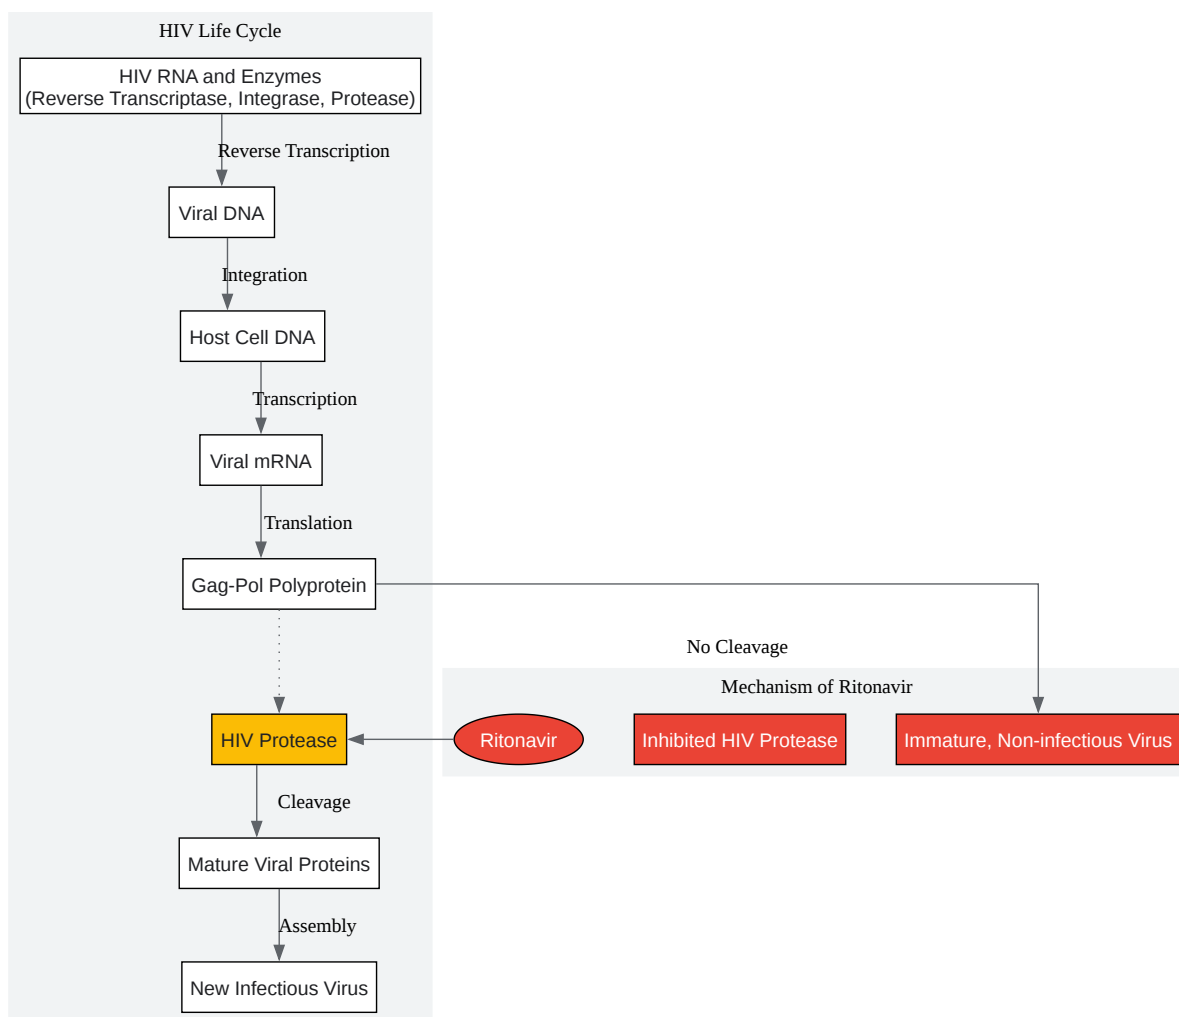 HIV Life Cycle
HIV RNA and Enzymes
(Reverse Transcriptase, Integrase, Protease)
Reverse Transcription
Viral DNA
Integration
Host Cell DNA
Transcription
Viral mRNA
Translation
Gag-Pol Polyprotein
No Cleavage
Mechanism of Ritonavir
HIV Protease
Ritonavir
Inhibited HIV Protease
Immature, Non-infectious Virus
Cleavage
Mature Viral Proteins
Assembly
New Infectious Virus